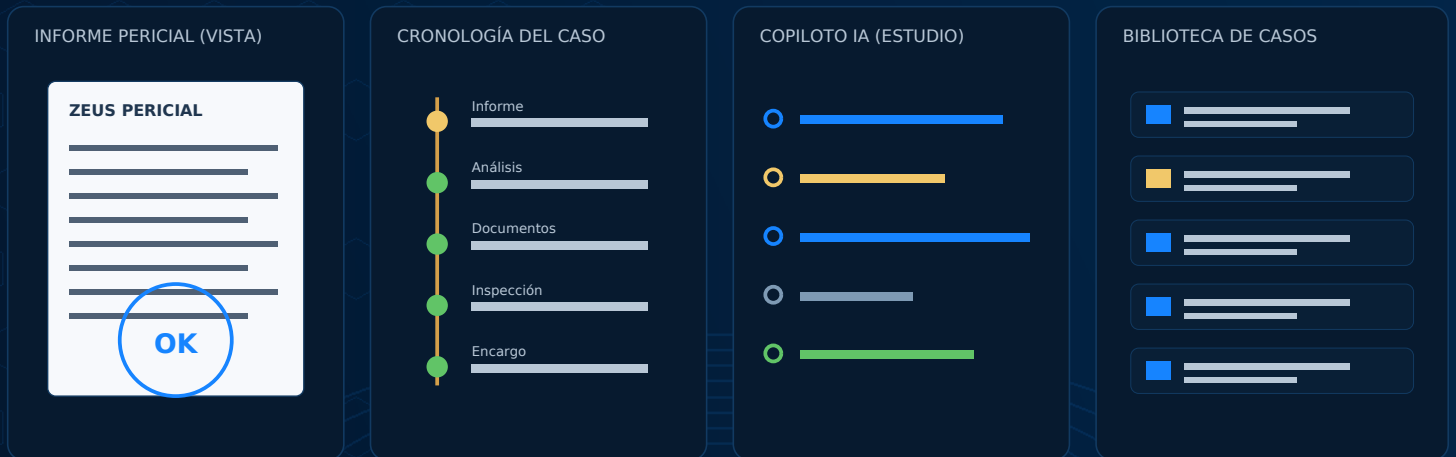 INFORME PERICIAL (VISTA)
ZEUS PERICIAL
OK
CRONOLOGÍA DEL CASO
Informe
Análisis
Documentos
Inspección
Encargo
COPILOTO IA (ESTUDIO)
BIBLIOTECA DE CASOS